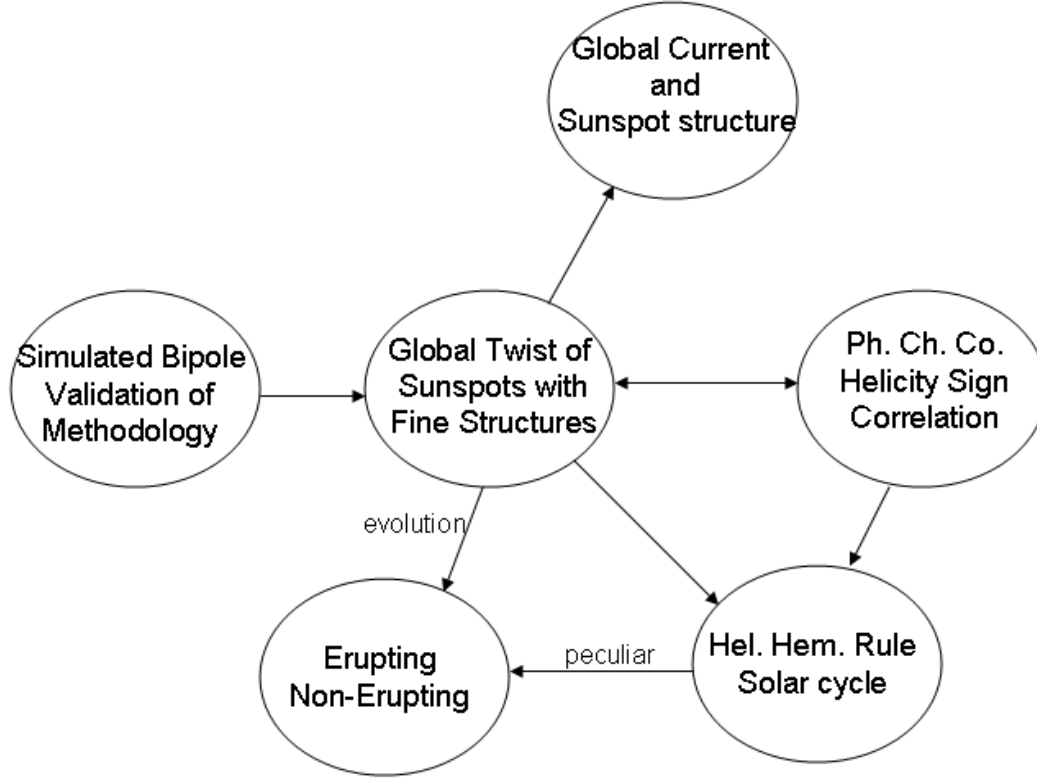 Global Current
and
Sunspot structure
Simulated Bipole
Validation of
Methodology
Global Twist of
Sunspots with
Fine Structures
Ph. Ch. Co.
Helicity Sign
Correlation
evolution
Erupting
Non-Erupting
peculiar
Hel. Hem. Rule
Solar cycle